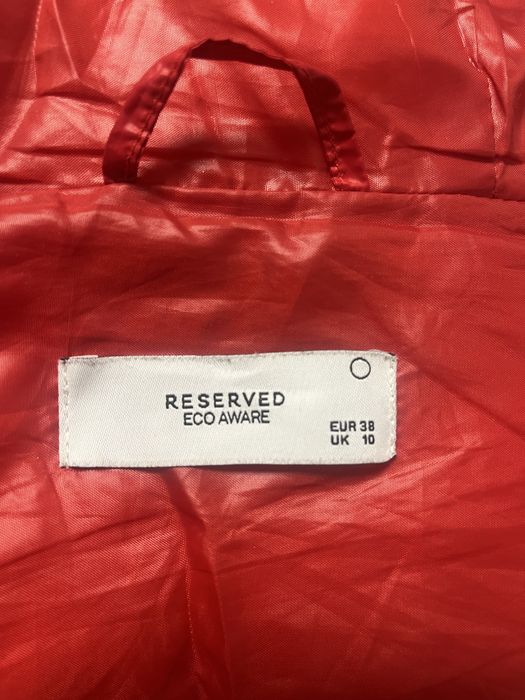 RESERVED
ECO AWARE
EUR 38
UK 10